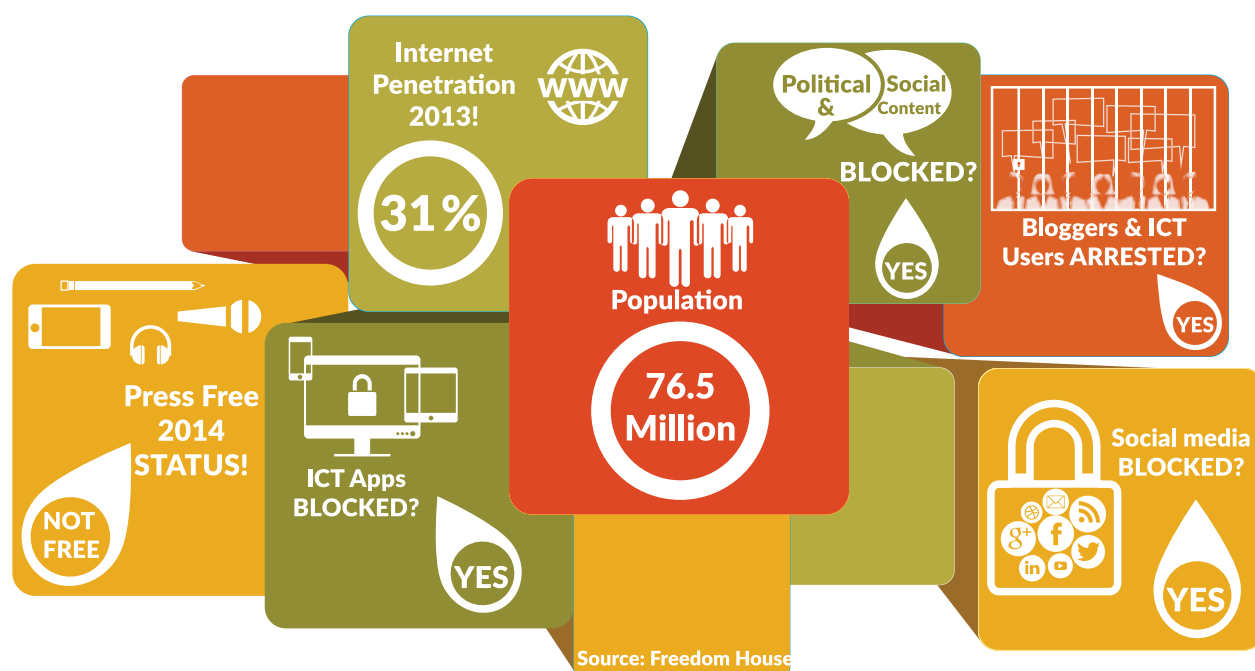 Internet
Penetration
2013!
WWW
31%
Political
&
Social
Content
BLOCKED?
YES
Bloggers & ICT
Users ARRESTED?
YES
Population
76.5
Million
Press Free
2014
STATUS!
NOT
FREE
ICT Apps
BLOCKED?
YES
Social media
BLOCKED?
g+
f
in
YES
Source: Freedom House